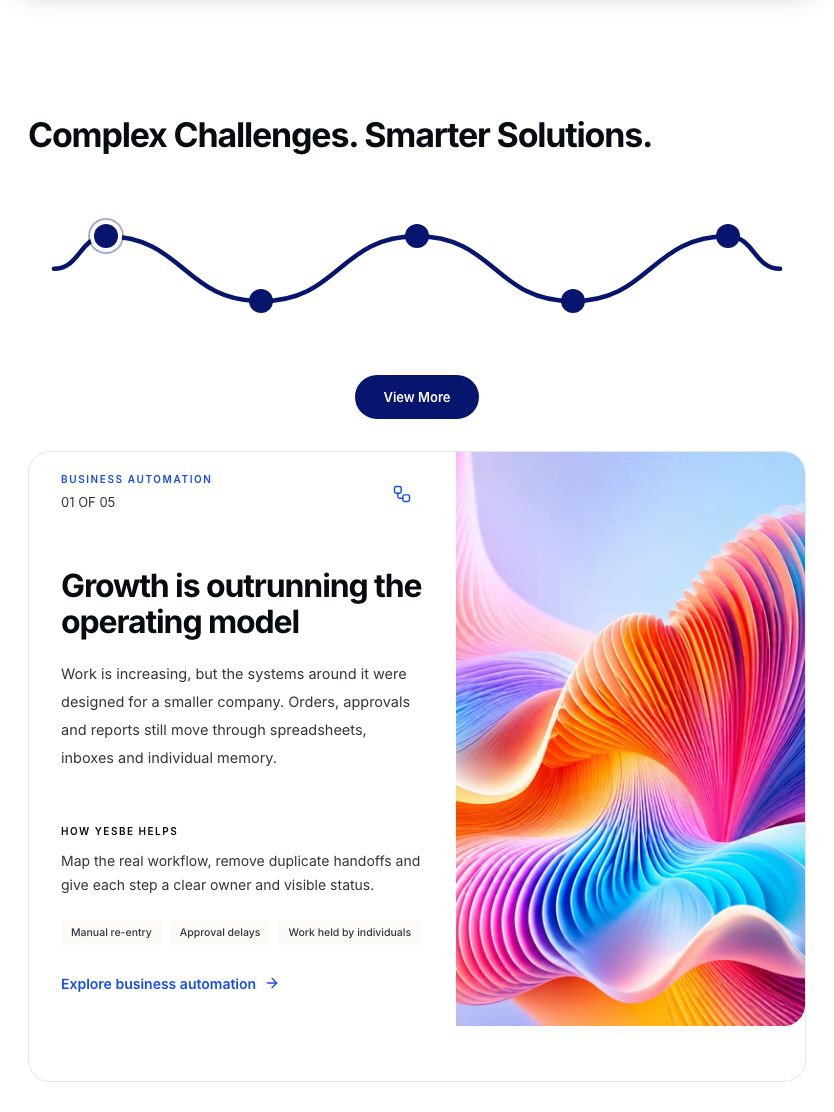 Complex Challenges. Smarter Solutions.
View More
BUSINESS AUTOMATION
01 OF 05
Growth is outrunning the
operating model
Work is increasing, but the systems around it were
designed for a smaller company. Orders, approvals
and reports still move through spreadsheets,
inboxes and individual memory.
HOW YESBE HELPS
Map the real workflow, remove duplicate handoffs and
give each step a clear owner and visible status.
Manual re-entry
Approval delays
Work held by individuals
Explore business automation